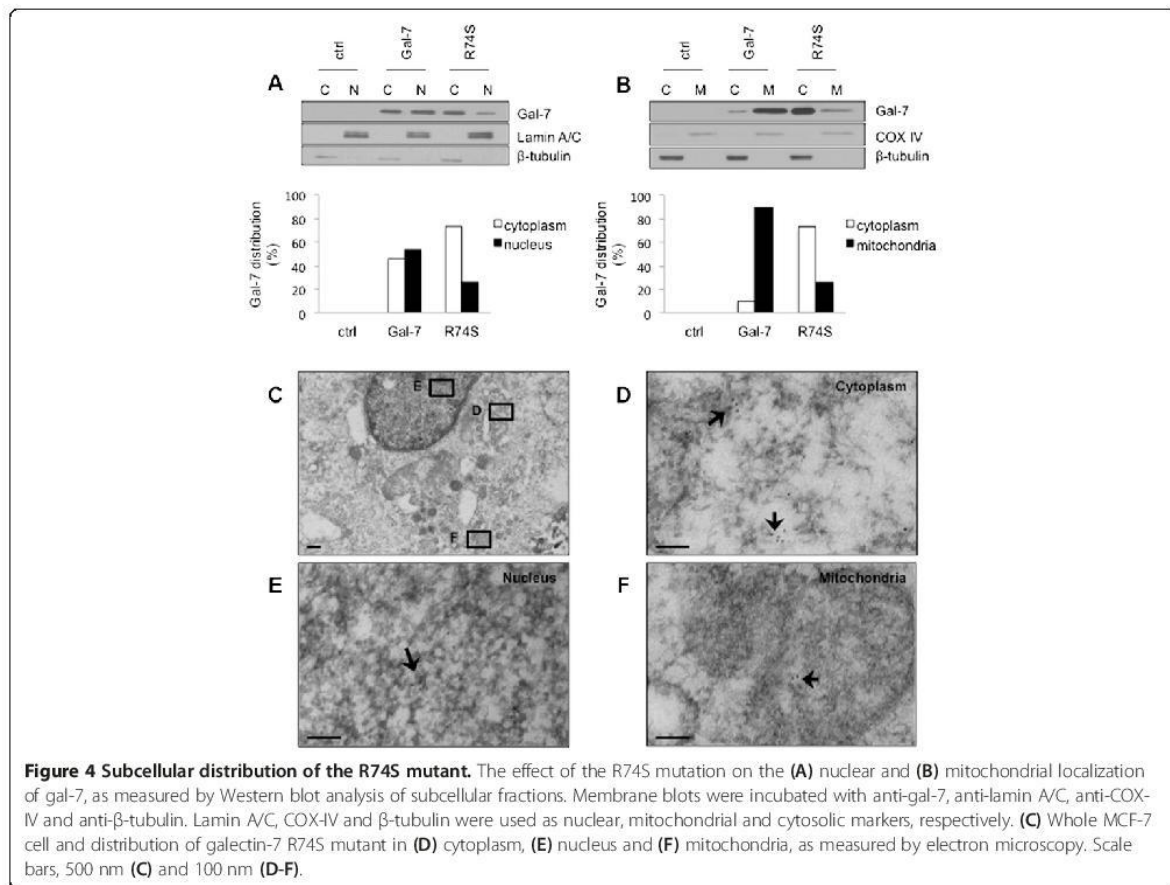 ctrl Gal-7 R74S
A C N C N C N
Gal-7
Lamin A/C
β-tubulin
Gal-7 distribution
(%)
100
80
60
40
20
0
cytoplasm
nucleus
ctrl Gal-7 R74S
ctrl Gal-7 R74S
B C M C M C M
Gal-7
COX IV
β-tubulin
Gal-7 distribution
(%)
100
80
60
40
20
0
cytoplasm
mitochondria
ctrl Gal-7 R74S
C
E
D
F
D
Cytoplasm
E
Nucleus
F
Mitochondria
Figure 4 Subcellular distribution of the R74S mutant. The effect of the R74S mutation on the (A) nuclear and (B) mitochondrial localization
of gal-7, as measured by Western blot analysis of subcellular fractions. Membrane blots were incubated with anti-gal-7, anti-lamin A/C, anti-COX-
IV and anti-β-tubulin. Lamin A/C, COX-IV and β-tubulin were used as nuclear, mitochondrial and cytosolic markers, respectively. (C) Whole MCF-7
cell and distribution of galectin-7 R74S mutant in (D) cytoplasm, (E) nucleus and (F) mitochondria, as measured by electron microscopy. Scale
bars, 500 nm (C) and 100 nm (D-F).